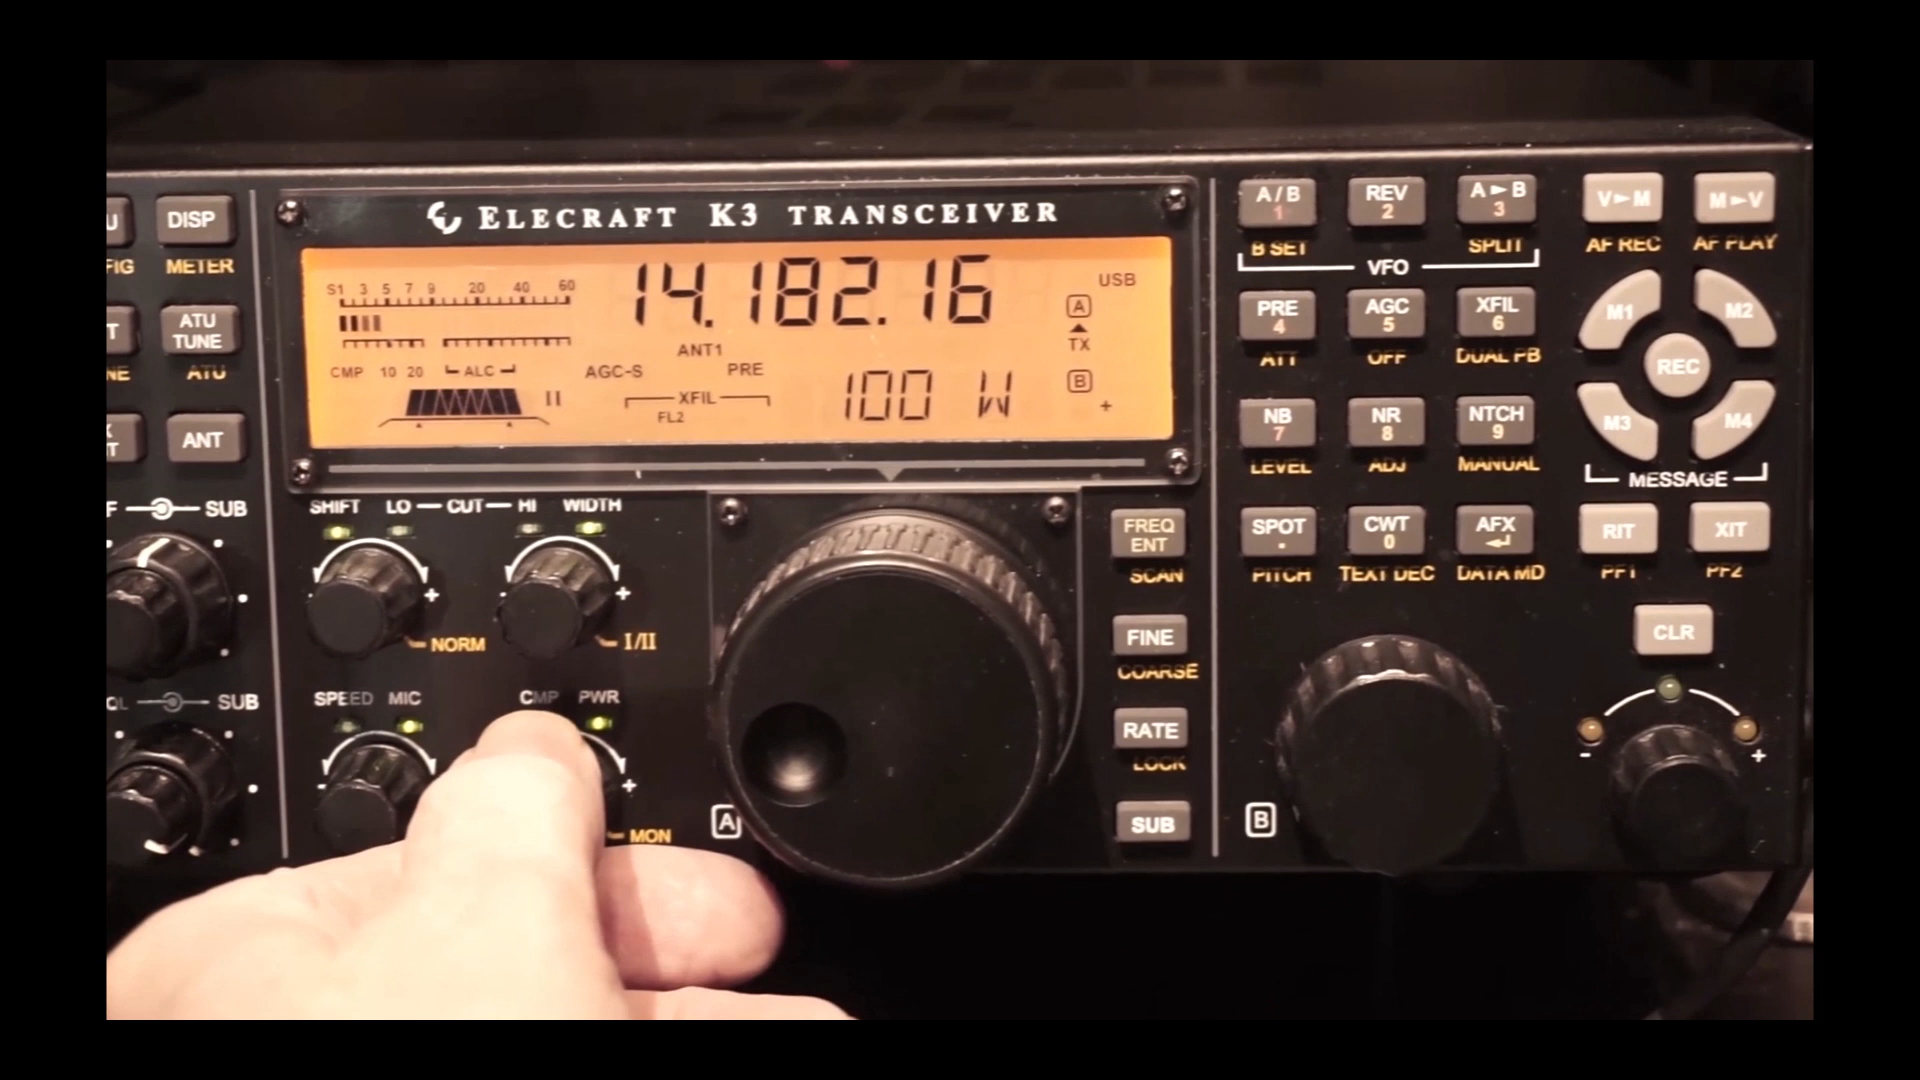 ELECRAFT K3 TRANSCEIVER
DISP
METER
ATU TUNE
ATU
ANT
SUB
SUB
S1 3 5 7 9 20 40 60
14.182.16
USB
A
TX
ANT1
CMP 10 20 ALC
AGC-S
PRE
B
II
XFIL
FL2
100 W
+
SHIFT LO CUT HI WIDTH
- + - +
NORM
I/II
SPEED MIC CMP PWR
- + +
MON
A
FREQ ENT
SCAN
FINE
COARSE
RATE
LOCK
SUB
A/B 1
REV 2
A►B 3
B SET
SPLIT
VFO
PRE 4
AGC 5
XFIL 6
ATT
OFF
DUAL PB
NB 7
NR 8
NTCH 9
LEVEL
ADJ
MANUAL
SPOT .
CWT 0
AFX
PITCH
TEXT DEC
DATA MD
B
V►M
M►V
AF REC
AF PLAY
M1
M2
REC
M3
M4
MESSAGE
RIT
XIT
PF1
PF2
CLR
- +